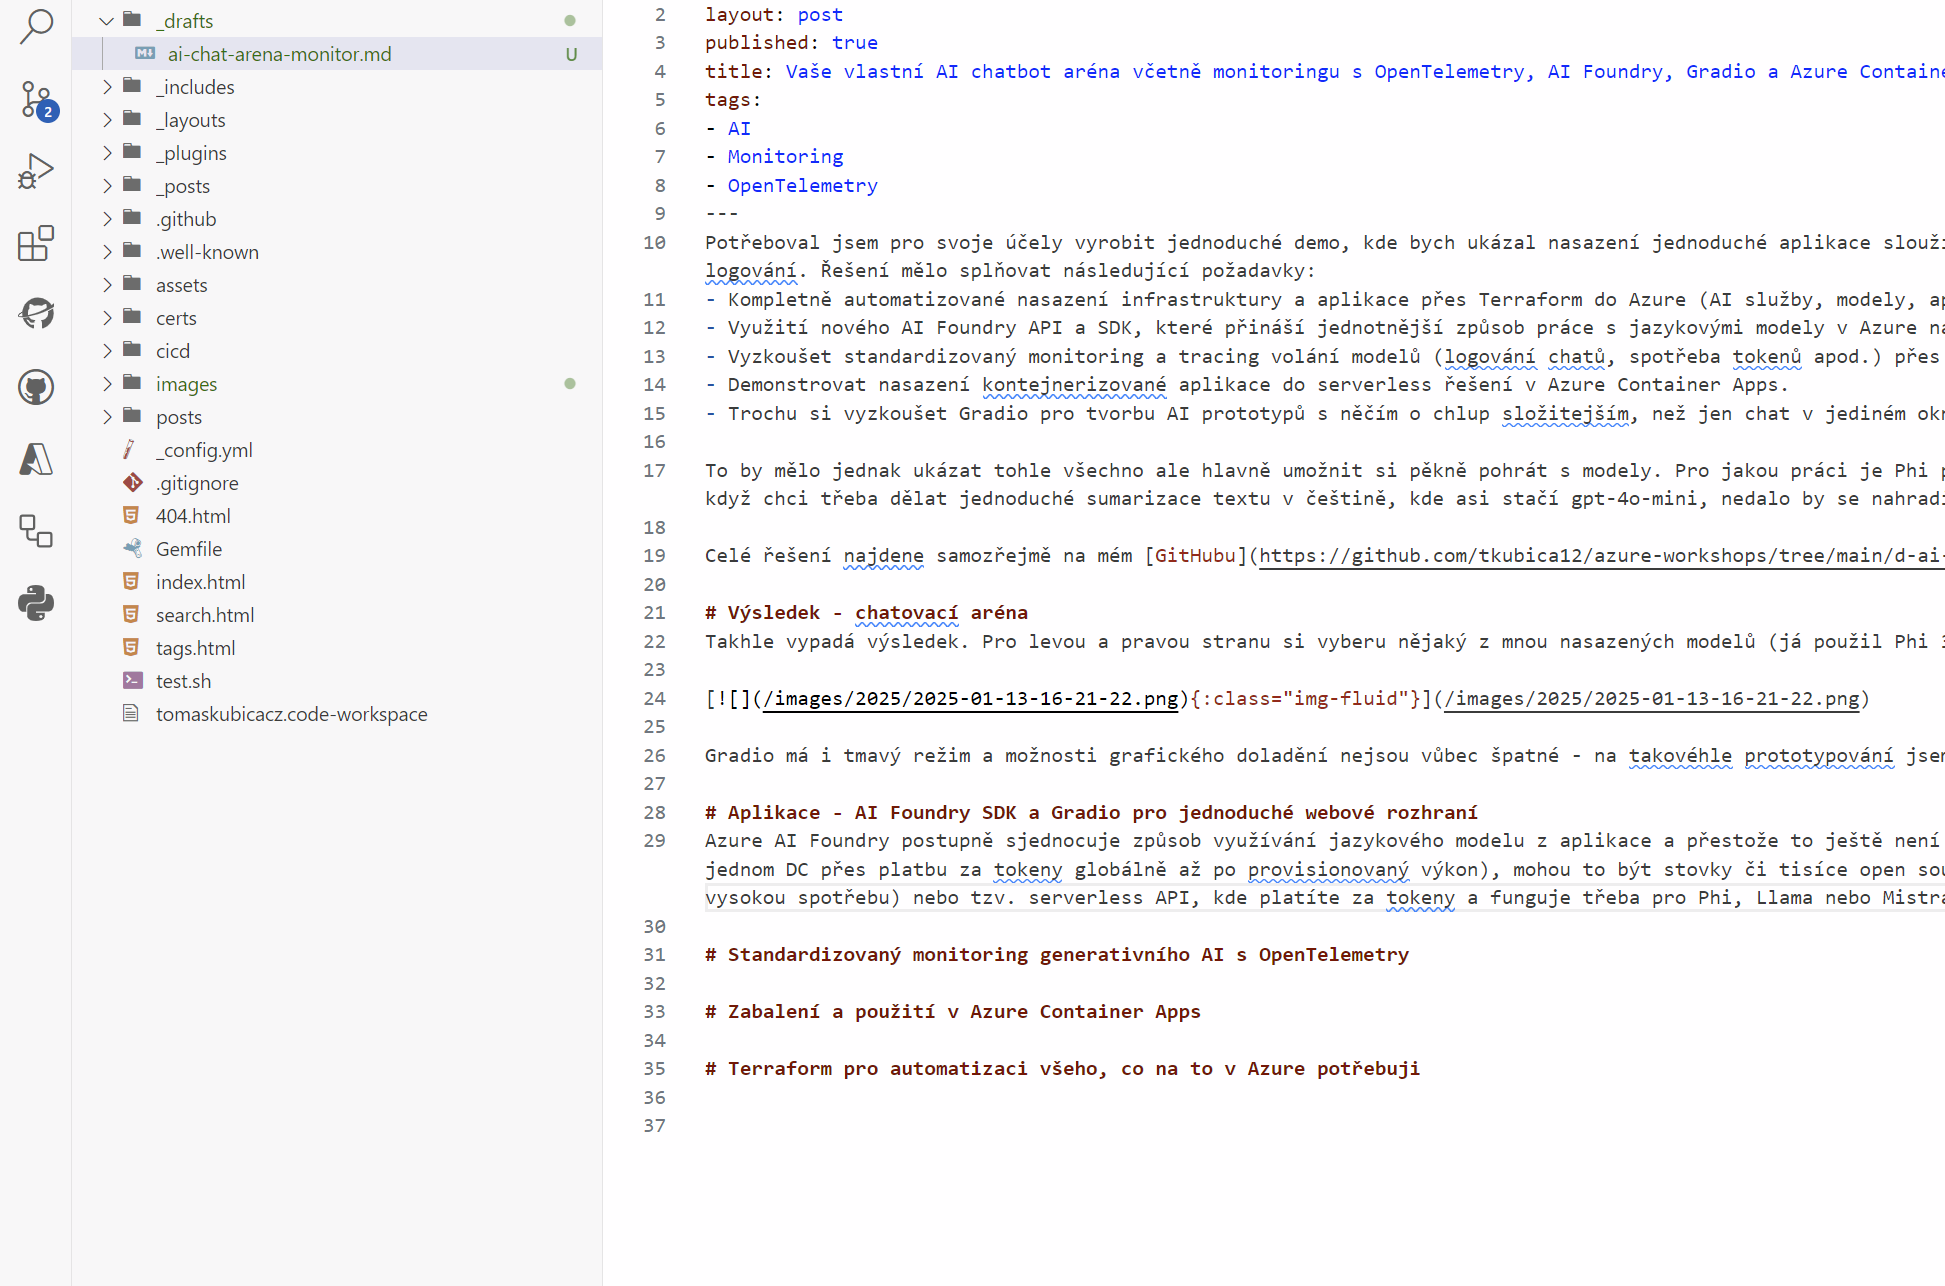 _drafts
ai-chat-arena-monitor.md U
_includes
_layouts
_plugins
_posts
.github
.well-known
assets
certs
cicd
images
posts
_config.yml
.gitignore
404.html
Gemfile
index.html
search.html
tags.html
test.sh
tomaskubicacz.code-workspace
2
2 layout: post
3 published: true
4 title: Vaše vlastní AI chatbot aréna včetně monitoringu s OpenTelemetry, AI Foundry, Gradio a Azure Containe
5 tags:
6 - AI
7 - Monitoring
8 - OpenTelemetry
9 ---
10 Potřeboval jsem pro svoje účely vyrobit jednoduché demo, kde bych ukázal nasazení jednoduché aplikace slouží
logování. Řešení mělo splňovat následující požadavky:
11 - Kompletně automatizované nasazení infrastruktury a aplikace přes Terraform do Azure (AI služby, modely, ap
12 - Využití nového AI Foundry API a SDK, které přináší jednotnější způsob práce s jazykovými modely v Azure na
13 - Vyzkoušet standardizovaný monitoring a tracing volání modelů (logování chatů, spotřeba tokenů apod.) přes
14 - Demonstrovat nasazení kontejnerizované aplikace do serverless řešení v Azure Container Apps.
15 - Trochu si vyzkoušet Gradio pro tvorbu AI prototypů s něčím o chlup složitejším, než jen chat v jediném okn
16
17 To by mělo jednak ukázat tohle všechno ale hlavně umožnit si pěkně pohrát s modely. Pro jakou práci je Phi p
když chci třeba dělat jednoduché sumarizace textu v češtině, kde asi stačí gpt-4o-mini, nedalo by se nahradi
18
19 Celé řešení najdene samozřejmě na mém [GitHubu](https://github.com/tkubica12/azure-workshops/tree/main/d-ai-
20
21 # Výsledek - chatovací aréna
22 Takhle vypadá výsledek. Pro levou a pravou stranu si vyberu nějaký z mnou nasazených modelů (já použil Phi 3
23
24 [![](/images/2025/2025-01-13-16-21-22.png){:class="img-fluid"}](/images/2025/2025-01-13-16-21-22.png)
25
26 Gradio má i tmavý režim a možnosti grafického doladění nejsou vůbec špatné - na takovéhle prototypování jsem
27
28 # Aplikace - AI Foundry SDK a Gradio pro jednoduché webové rozhraní
29 Azure AI Foundry postupně sjednocuje způsob využívání jazykového modelu z aplikace a přestože to ještě není
jednom DC přes platbu za tokeny globálně až po provisionovaný výkon), mohou to být stovky či tisíce open sou
vysokou spotřebu) nebo tzv. serverless API, kde platíte za tokeny a funguje třeba pro Phi, Llama nebo Mistra
30
31 # Standardizovaný monitoring generativního AI s OpenTelemetry
32
33 # Zabalení a použití v Azure Container Apps
34
35 # Terraform pro automatizaci všeho, co na to v Azure potřebuji
36
37